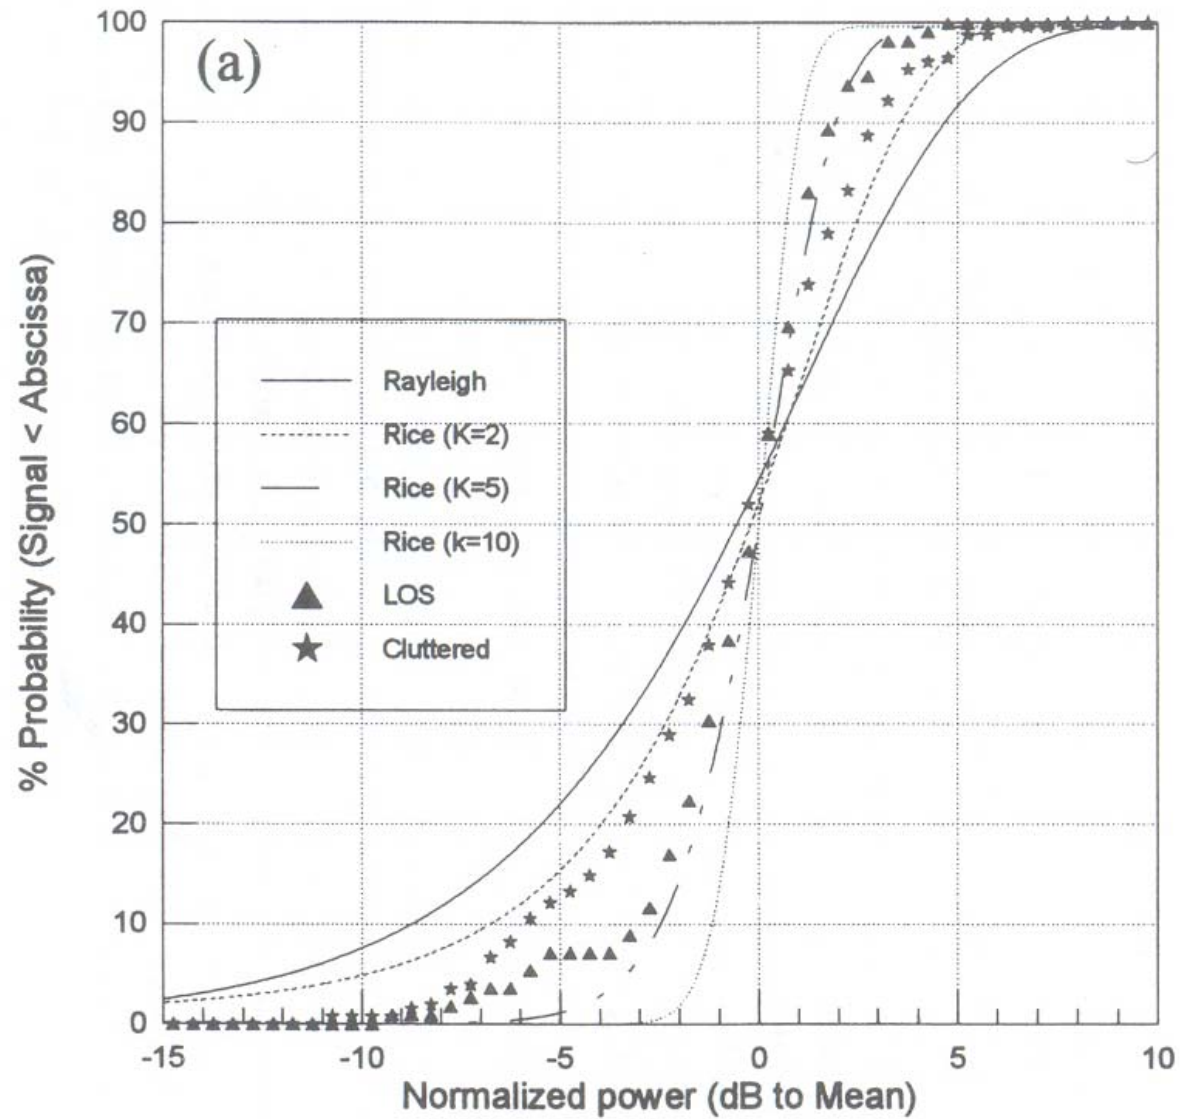 (a)
% Probability (Signal < Abscissa)
100
90
80
70
60
50
40
30
20
10
0
Rayleigh
Rice (K=2)
Rice (K=5)
Rice (k=10)
LOS
Cluttered
-15
-10
-5
0
5
10
Normalized power (dB to Mean)